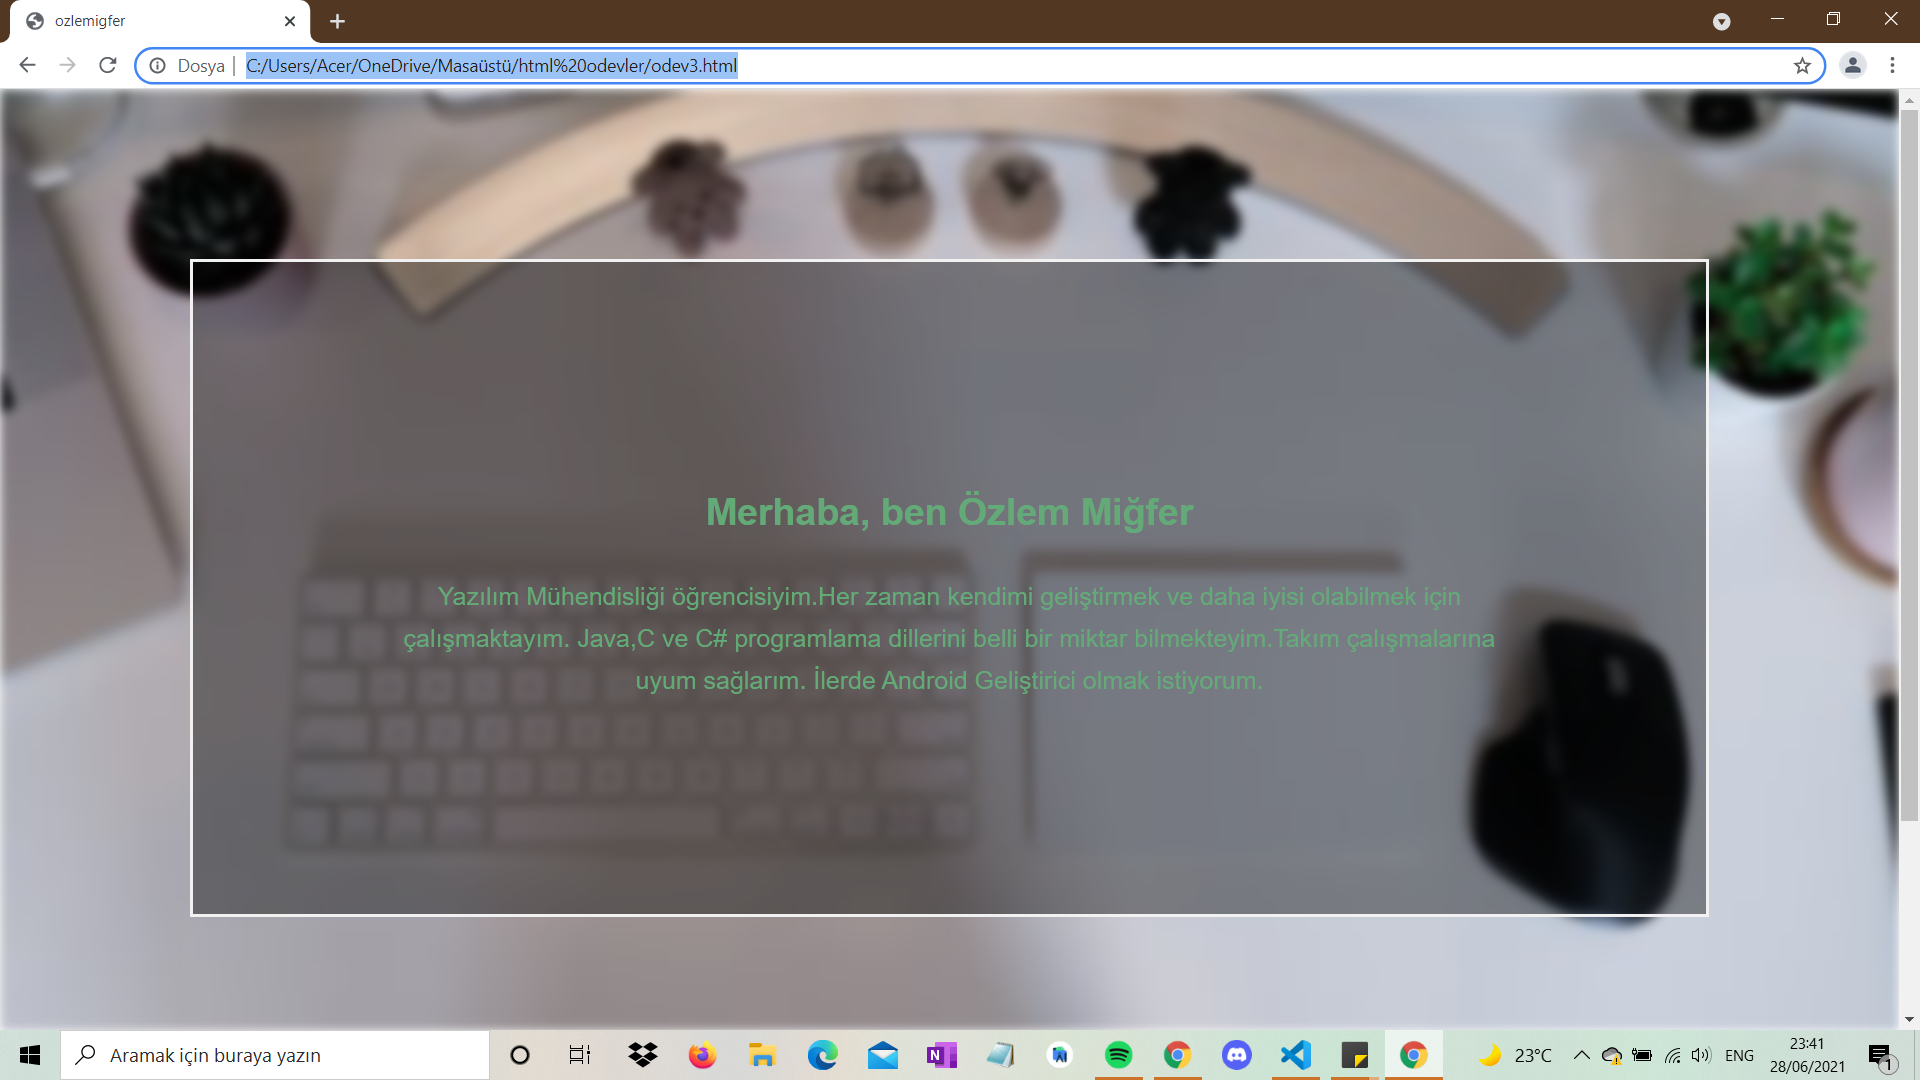 ozlemigfer
Dosya | C:/Users/Acer/OneDrive/Masaüstü/html%20odevler/odev3.html
Merhaba, ben Özlem Miğfer
Yazılım Mühendisliği öğrencisiyim.Her zaman kendimi geliştirmek ve daha iyisi olabilmek için
çalışmaktayım. Java,C ve C# programlama dillerini belli bir miktar bilmekteyim.Takım çalışmalarına
uyum sağlarım. İlerde Android Geliştirici olmak istiyorum.
Aramak için buraya yazın
23°C
ENG
23:41
28/06/2021
1